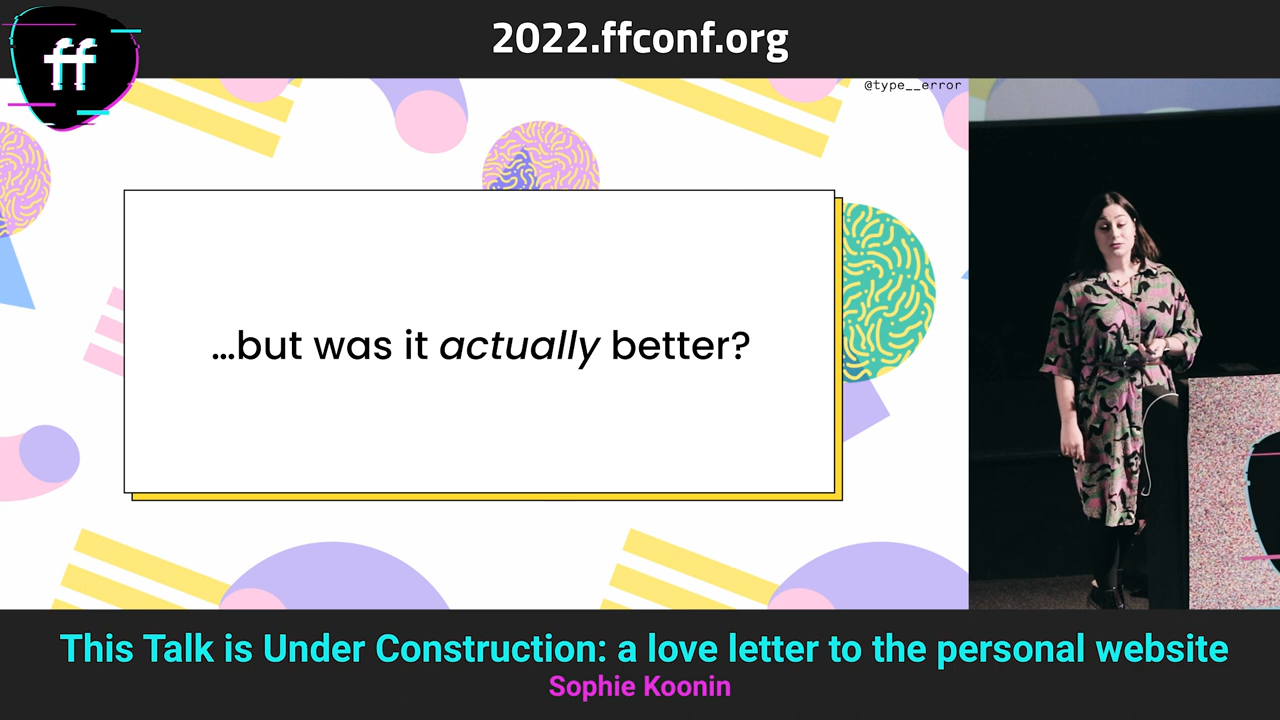 ff
2022.ffconf.org
@type__error
...but was it actually better?
This Talk is Under Construction: a love letter to the personal website
Sophie Koonin